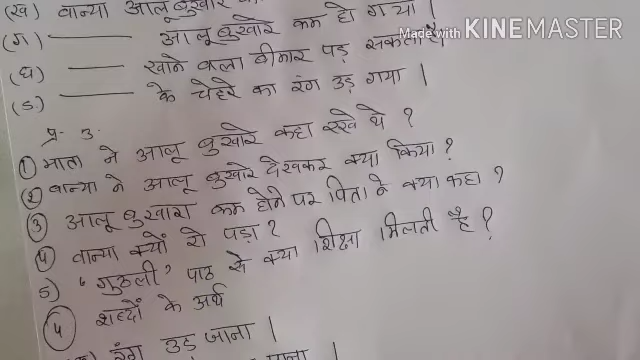 (ख) वान्या आलू बुखारे
Made with KINEMASTER
(ग) ——— आलू बुखारे कम हो गया।
(घ) ——— खाने वाला बीमार पड़ सकता है
(ङ) ——— के चेहरे का रंग उड़ गया।
प्र. 3.
① माता ने आलू बुखारे कहा रखे थे?
② वान्या ने आलू बुखारे देखकर क्या किया?
③ आलू बुखारा कम होने पर पिता ने क्या कहा?
④ वान्या क्यों रो पड़ा?
5) "गुठली" पाठ से क्या शिक्षा मिलती है?
④ शब्दों के अर्थ
रंग उड़ जाना।